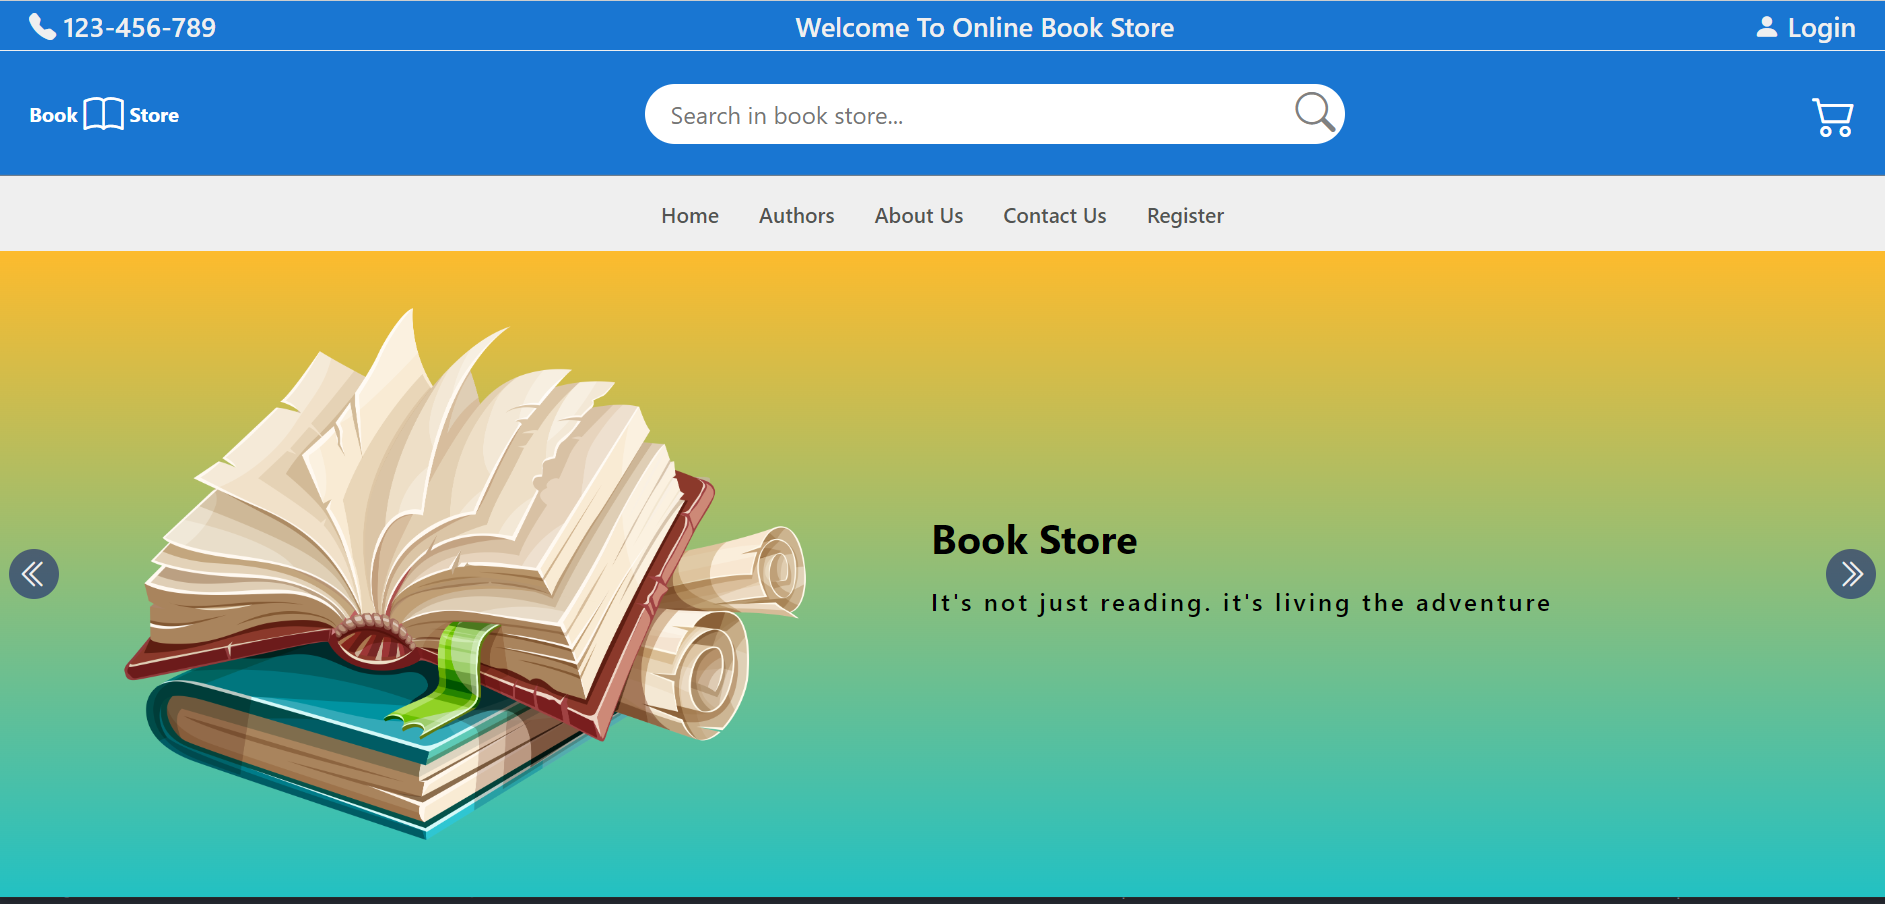 123-456-789 Welcome To Online Book Store Login
Book Store Search in book store...
Home Authors About Us Contact Us Register
Book Store
It's not just reading. it's living the adventure